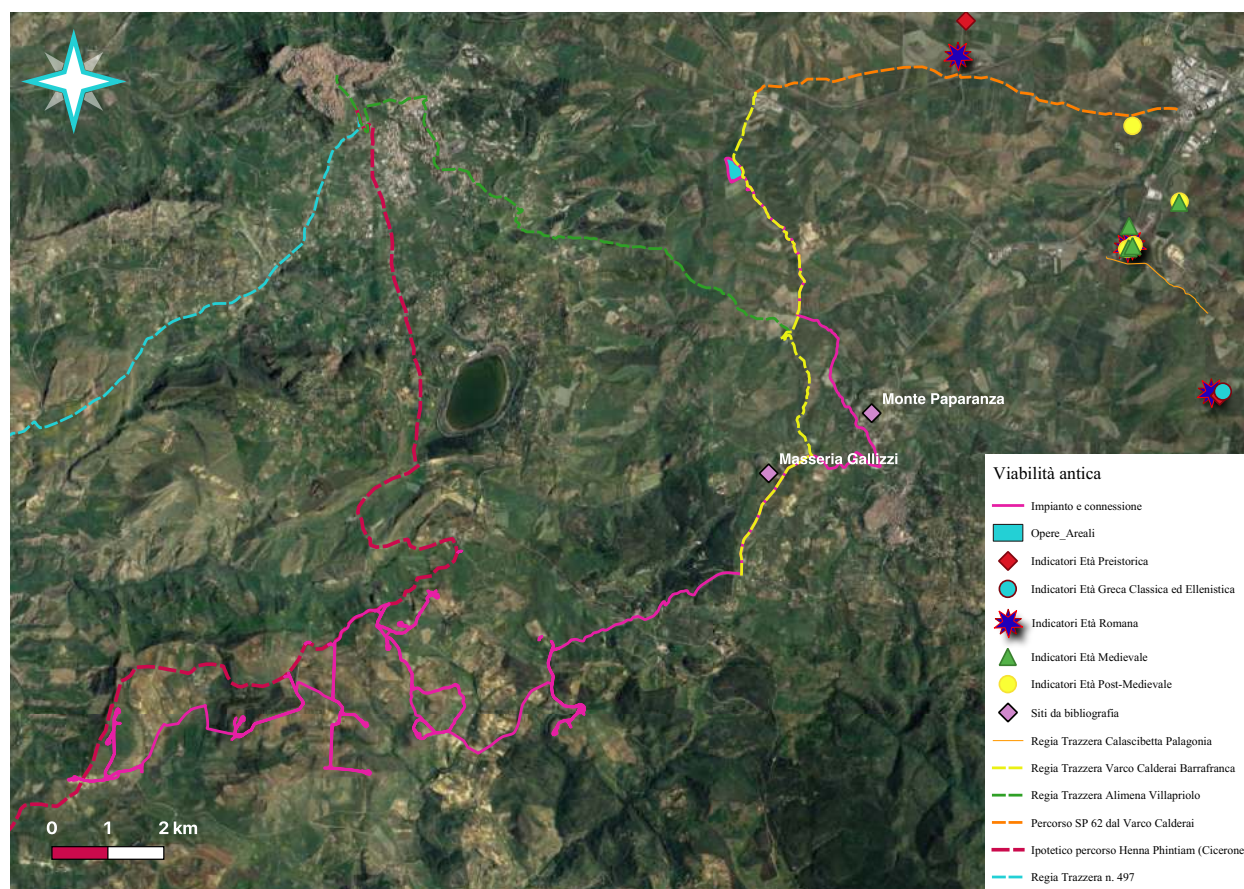 Monte Paparanza
Masseria Gallizzi
0 1 2 km
Viabilità antica
Impianto e connessione
Opere_Areali
Indicatori Età Preistorica
Indicatori Età Greca Classica ed Ellenistica
Indicatori Età Romana
Indicatori Età Medievale
Indicatori Età Post-Medievale
Siti da bibliografia
Regia Trazzera Calascibetta Palagonia
Regia Trazzera Varco Calderai Barrafranca
Regia Trazzera Alimena Villapriolo
Percorso SP 62 dal Varco Calderai
Ipotetico percorso Henna Phintiam (Cicerone
Regia Trazzera n. 497